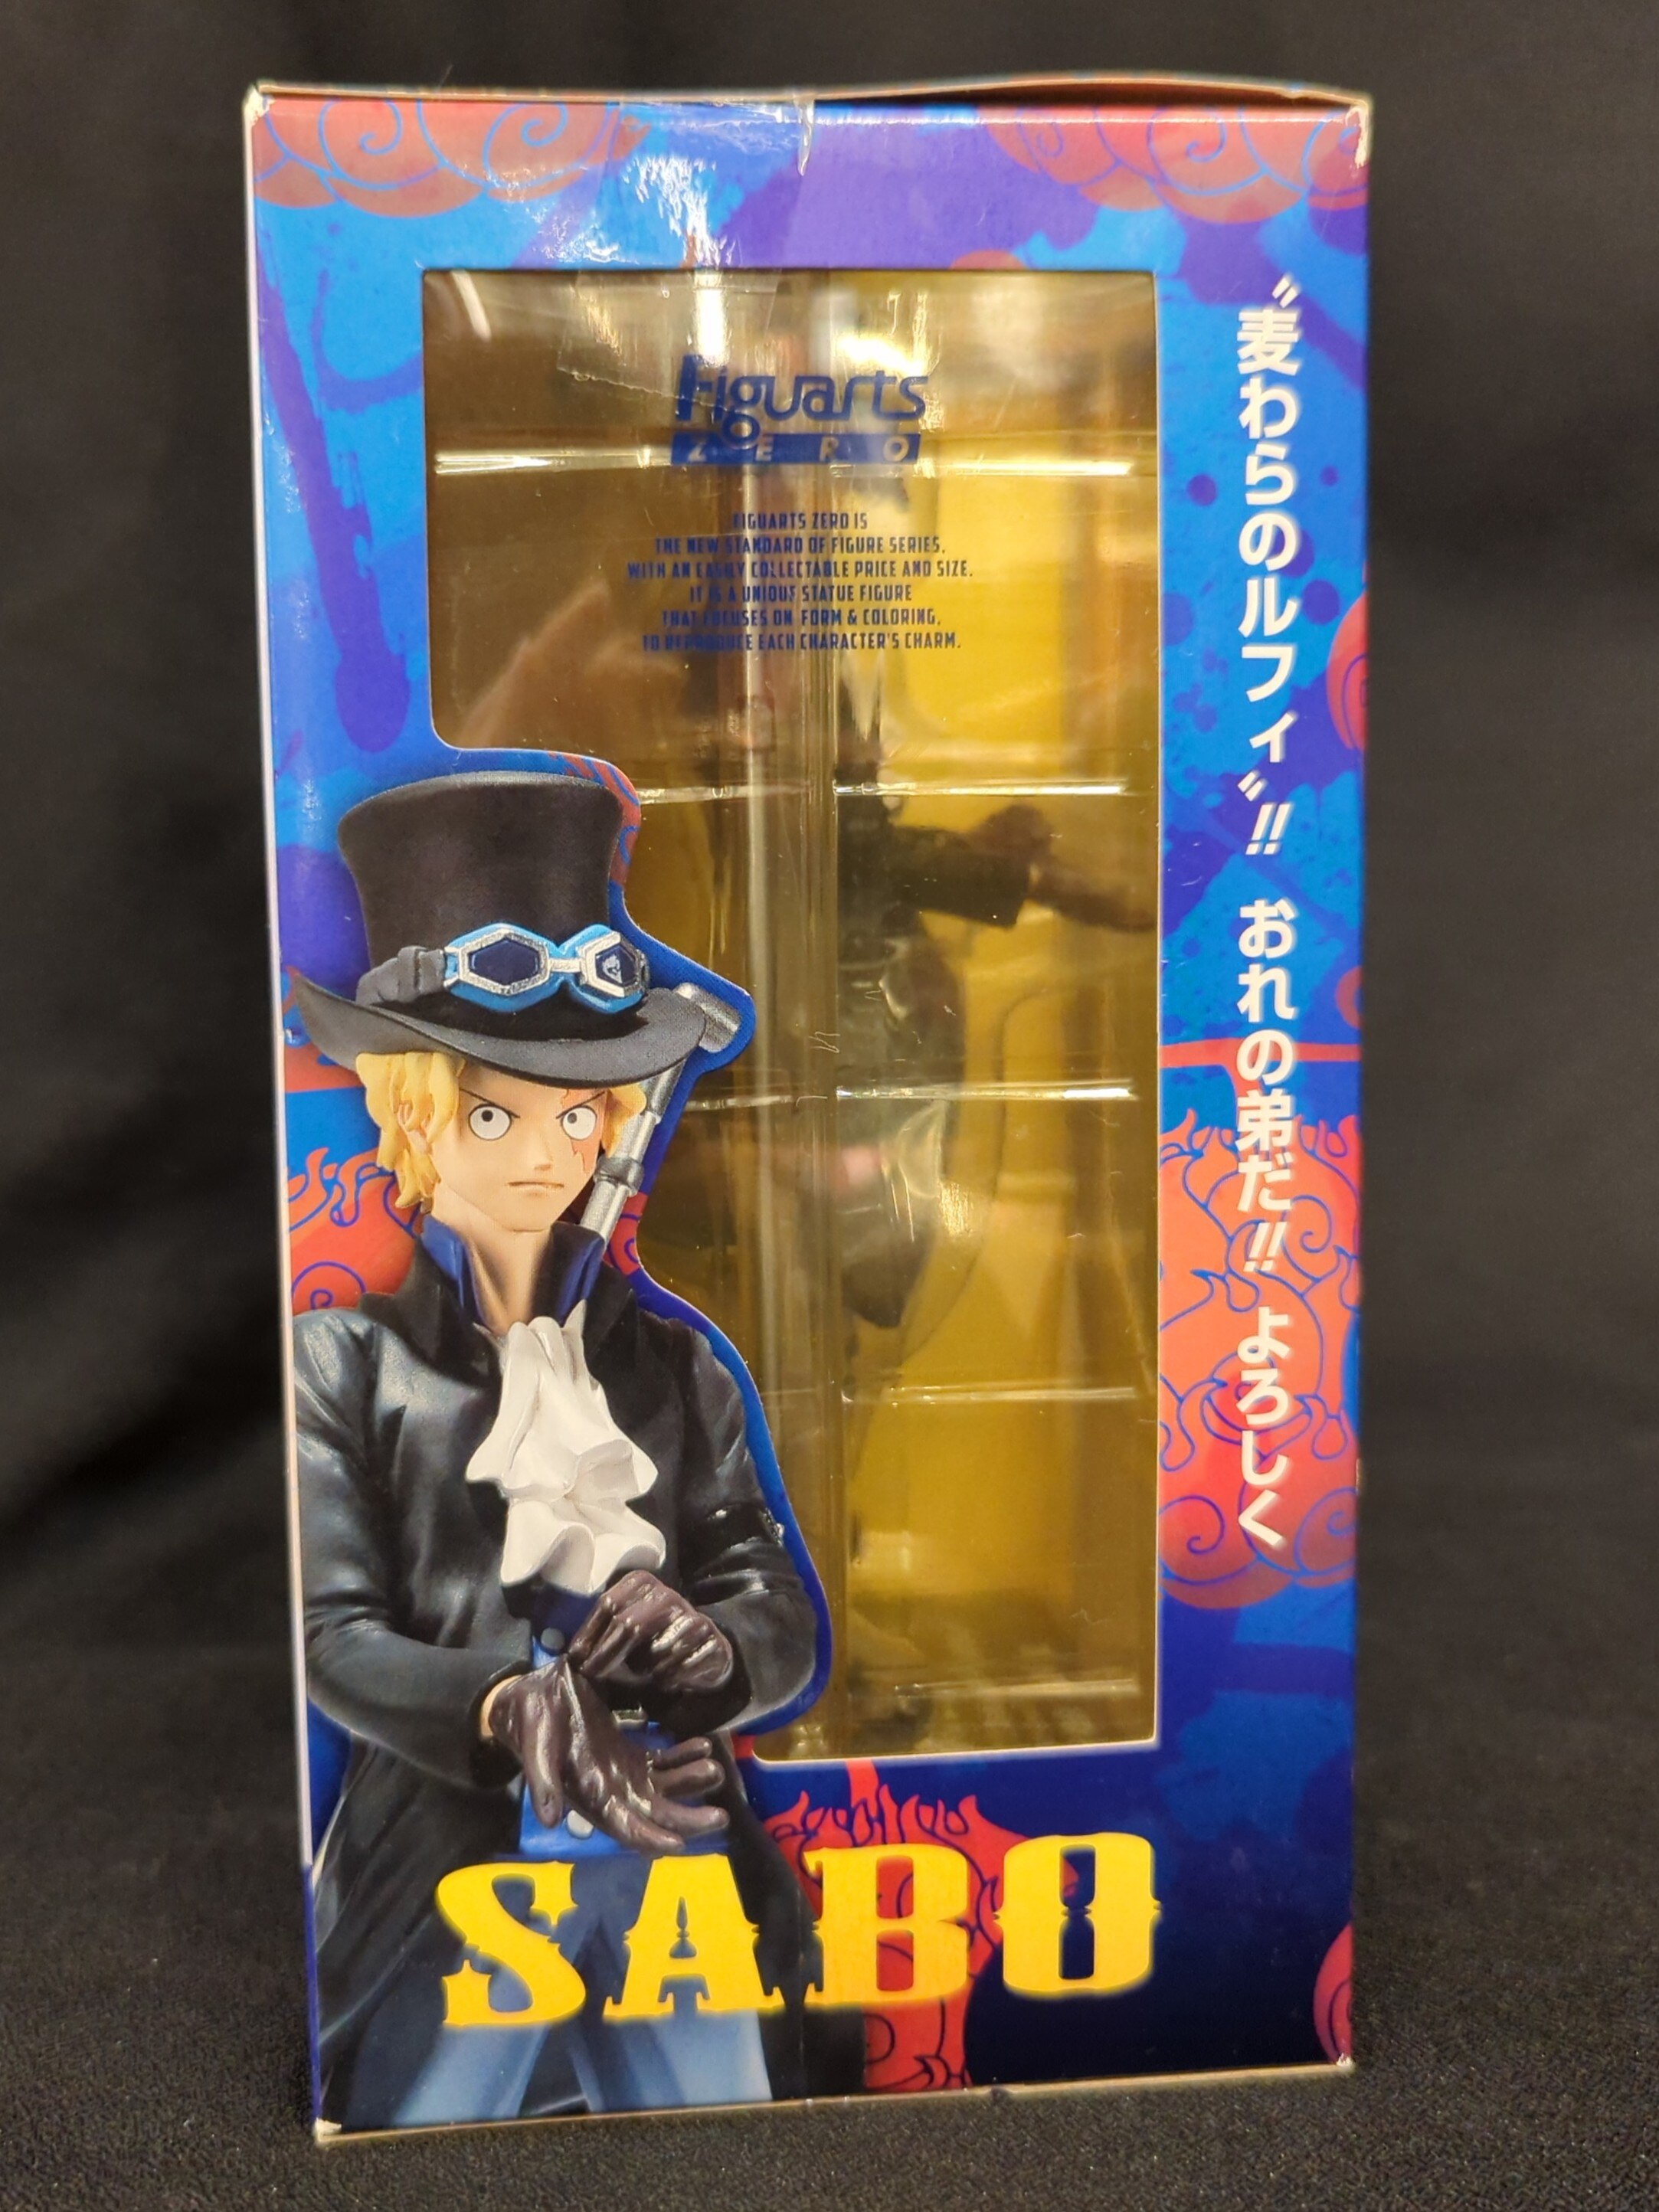 Figuarts
ZERO
FIGUARTS ZERO IS
THE NEW STANDARD OF FIGURE SERIES,
WITH AN EASILY COLLECTABLE PRICE AND SIZE.
IT IS A UNIQUE STATUE FIGURE
THAT FOCUSES ON FORM & COLORING,
TO REPRODUCE EACH CHARACTER'S CHARM.
〝麦わらのルフィ〟!! おれの弟だ!! よろしく
SABO